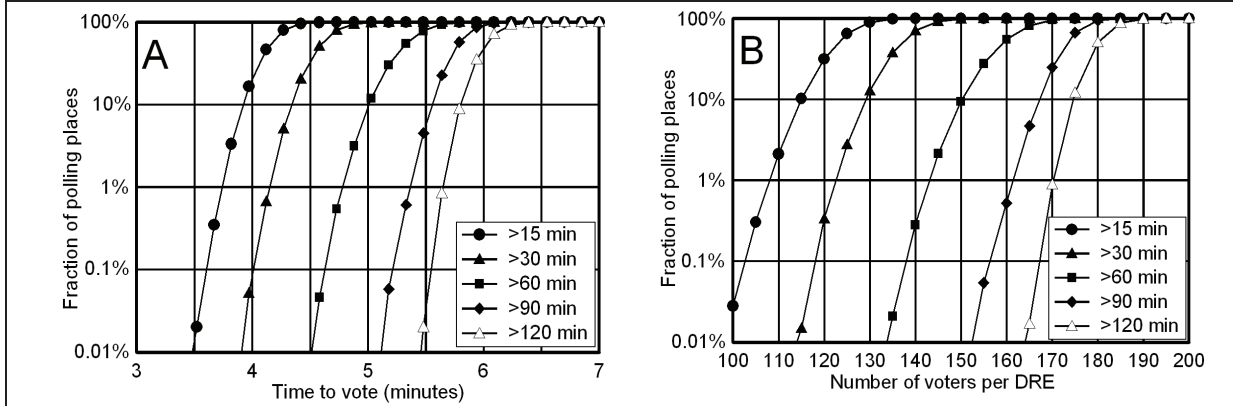 A
100%
10%
1%
0.1%
0.01%
Fraction of polling places
3 4 5 6 7
Time to vote (minutes)
>15 min
>30 min
>60 min
>90 min
>120 min
B
100%
10%
1%
0.1%
0.01%
Fraction of polling places
100 110 120 130 140 150 160 170 180 190 200
Number of voters per DRE
>15 min
>30 min
>60 min
>90 min
>120 min